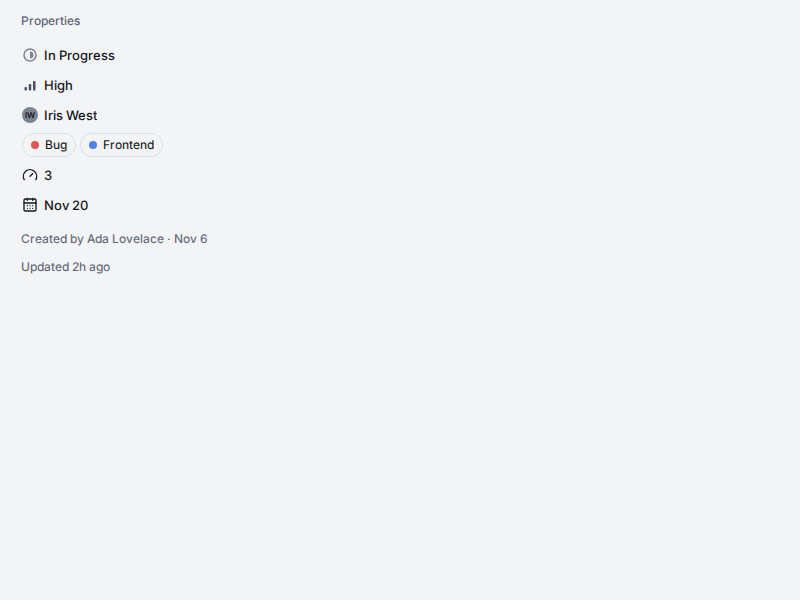 Properties
In Progress
High
IW Iris West
Bug Frontend
3
Nov 20
Created by Ada Lovelace · Nov 6
Updated 2h ago